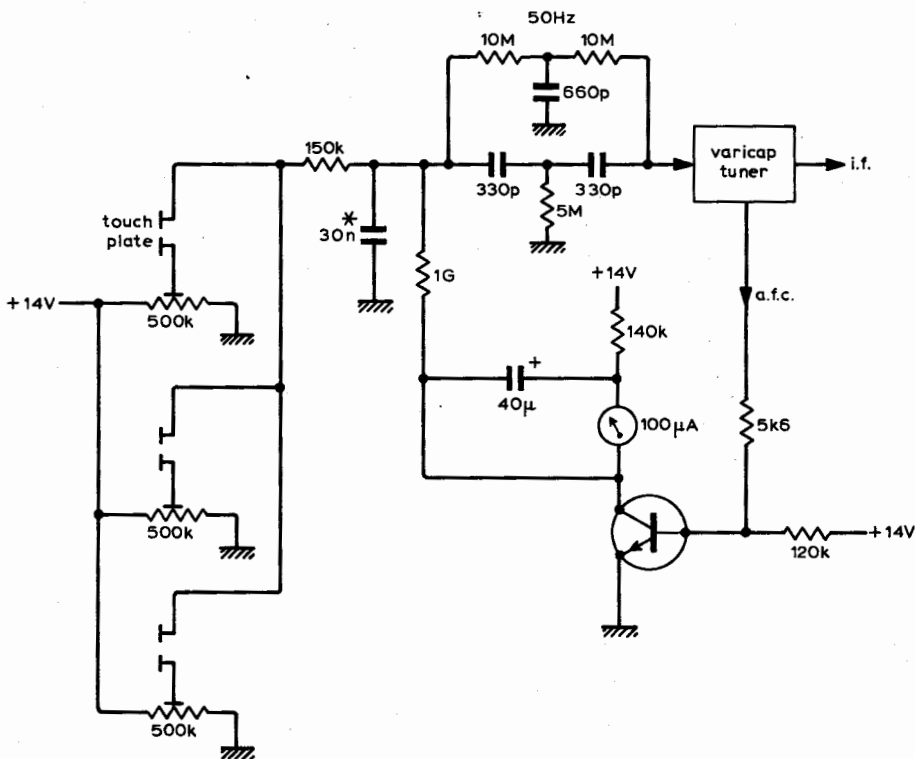 50Hz
10M
10M
660p
150k
330p
330p
varicap
tuner
i.f.
touch
plate
*
30n
5M
1G
+14V
a.f.c.
+14V
500k
140k
+
40μ
100μA
5k6
500k
120k
+14V
500k